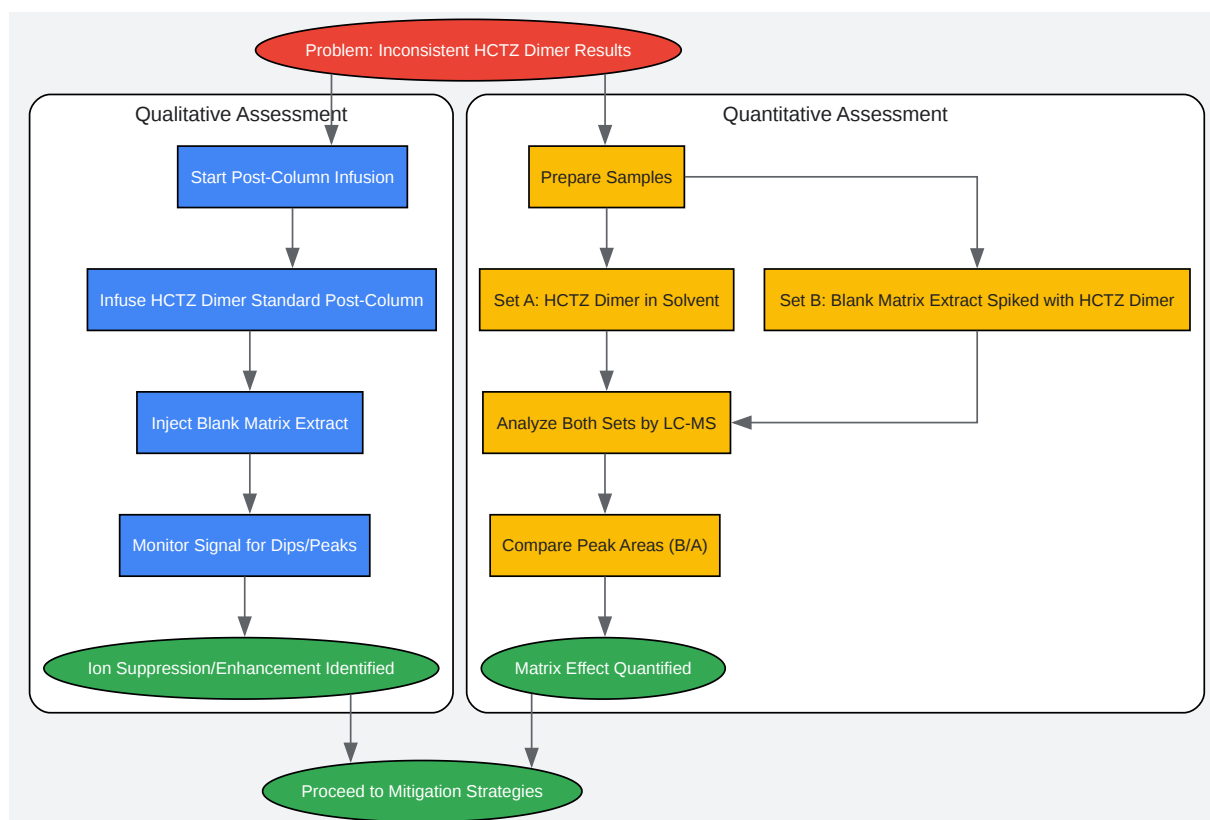 Problem: Inconsistent HCTZ Dimer Results
Qualitative Assessment
Start Post-Column Infusion
Infuse HCTZ Dimer Standard Post-Column
Inject Blank Matrix Extract
Monitor Signal for Dips/Peaks
Ion Suppression/Enhancement Identified
Quantitative Assessment
Prepare Samples
Set A: HCTZ Dimer in Solvent
Set B: Blank Matrix Extract Spiked with HCTZ Dimer
Analyze Both Sets by LC-MS
Compare Peak Areas (B/A)
Matrix Effect Quantified
Proceed to Mitigation Strategies